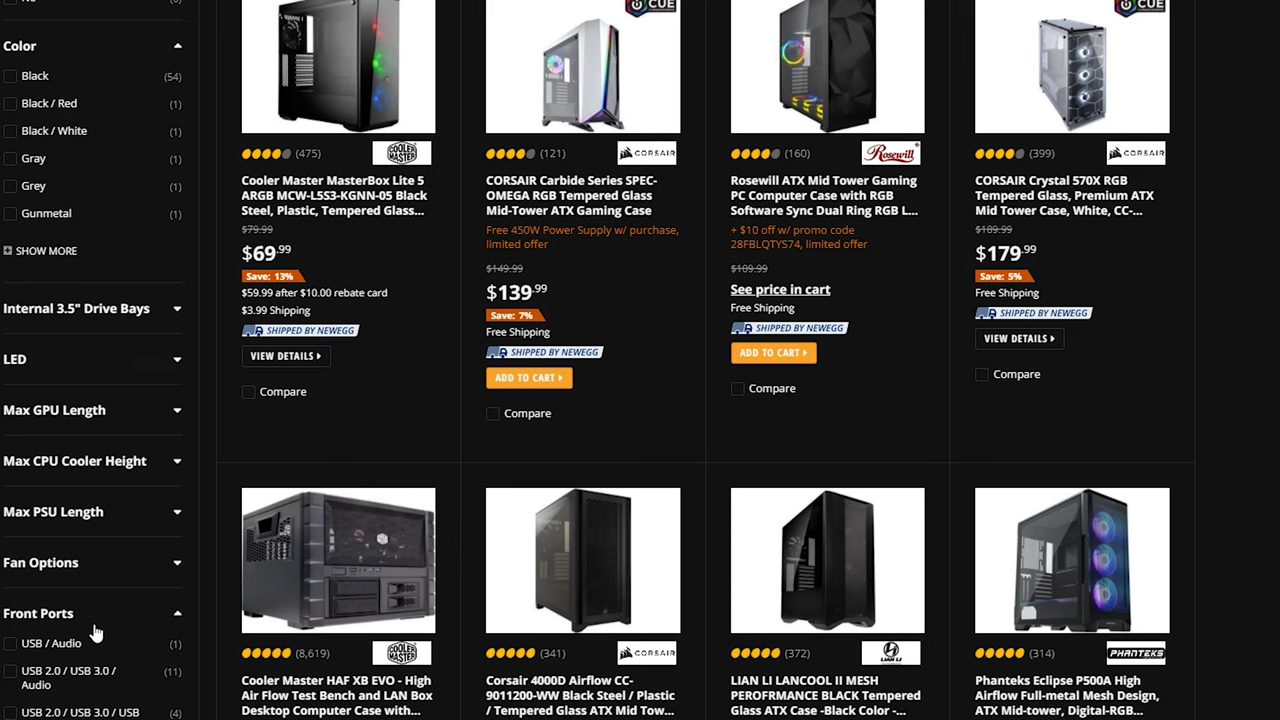 Color
Black (54)
Black / Red (1)
Black / White (1)
Gray (1)
Grey (1)
Gunmetal (1)
SHOW MORE
Internal 3.5" Drive Bays
LED
Max GPU Length
Max CPU Cooler Height
Max PSU Length
Fan Options
Front Ports
USB / Audio (1)
USB 2.0 / USB 3.0 /
Audio (11)
USB 2.0 / USB 3.0 / USB (4)
(475)
COOLER
MASTER
Cooler Master MasterBox Lite 5
ARGB MCW-L5S3-KGNN-05 Black
Steel, Plastic, Tempered Glass...
$79.99
$69.99
Save: 13%
$59.99 after $10.00 rebate card
$3.99 Shipping
SHIPPED BY NEWEGG
VIEW DETAILS
Compare
CUE
(121)
CORSAIR
CORSAIR Carbide Series SPEC-
OMEGA RGB Tempered Glass
Mid-Tower ATX Gaming Case
Free 450W Power Supply w/ purchase,
limited offer
$149.99
$139.99
Save: 7%
Free Shipping
SHIPPED BY NEWEGG
ADD TO CART
Compare
(160)
Rosewill
Rosewill ATX Mid Tower Gaming
PC Computer Case with RGB
Software Sync Dual Ring RGB L...
+ $10 off w/ promo code
28FBLQTYS74, limited offer
$109.99
See price in cart
Free Shipping
SHIPPED BY NEWEGG
ADD TO CART
Compare
CUE
(399)
CORSAIR
CORSAIR Crystal 570X RGB
Tempered Glass, Premium ATX
Mid Tower Case, White, CC-...
$189.99
$179.99
Save: 5%
Free Shipping
SHIPPED BY NEWEGG
VIEW DETAILS
Compare
(8,619)
COOLER
MASTER
Cooler Master HAF XB EVO - High
Air Flow Test Bench and LAN Box
Desktop Computer Case with...
(341)
CORSAIR
Corsair 4000D Airflow CC-
9011200-WW Black Steel / Plastic
/ Tempered Glass ATX Mid Tow...
(372)
LIAN LI
LIAN LI LANCOOL II MESH
PEROFRMANCE BLACK Tempered
Glass ATX Case -Black Color -...
(314)
PHANTEKS
Phanteks Eclipse P500A High
Airflow Full-metal Mesh Design,
ATX Mid-tower, Digital-RGB...